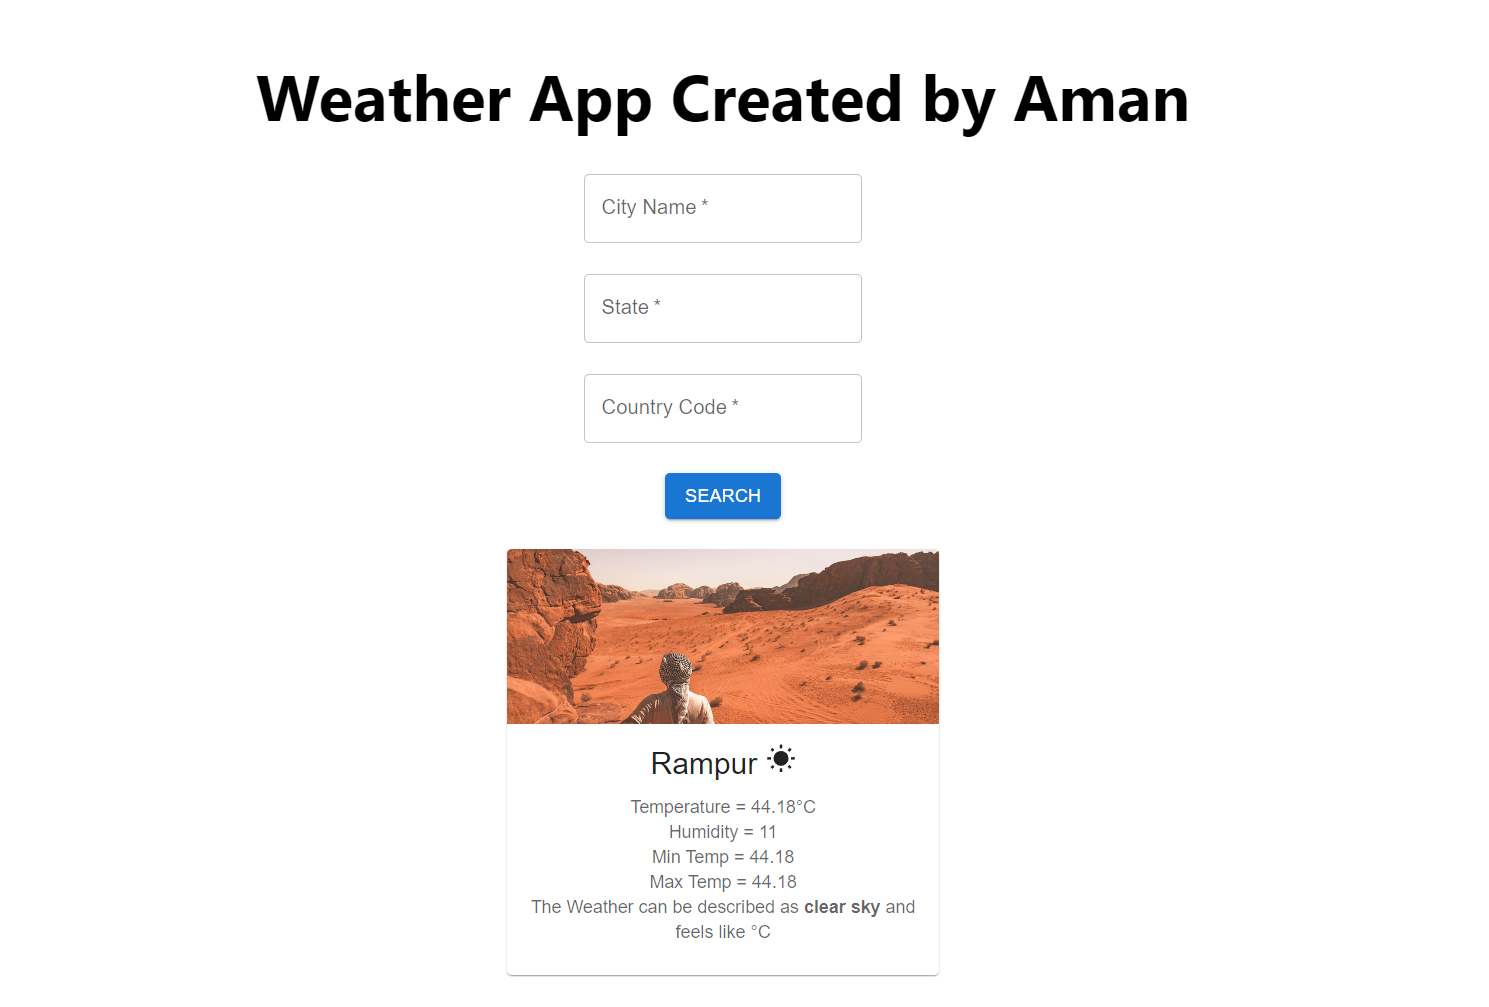 Weather App Created by Aman
City Name *
State *
Country Code *
SEARCH
Rampur
Temperature = 44.18°C
Humidity = 11
Min Temp = 44.18
Max Temp = 44.18
The Weather can be described as clear sky and
feels like °C